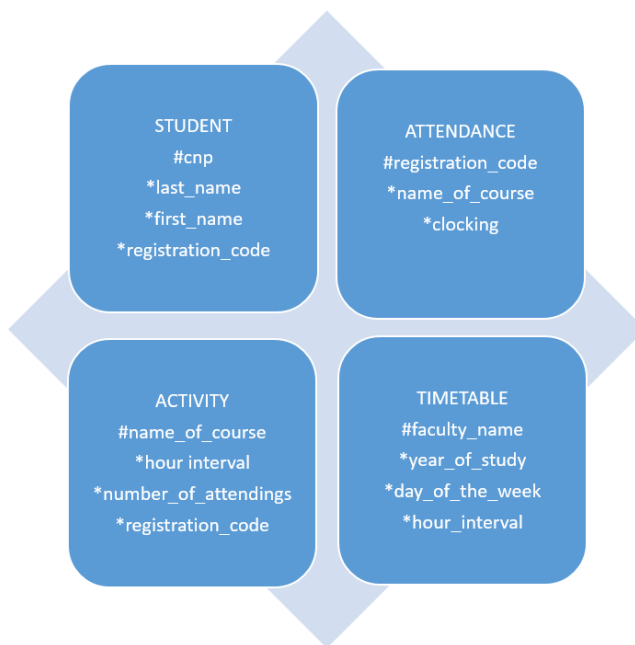 STUDENT
#cnp
*last_name
*first_name
*registration_code
ATTENDANCE
#registration_code
*name_of_course
*clocking
ACTIVITY
#name_of_course
*hour interval
*number_of_attendings
*registration_code
TIMETABLE
#faculty_name
*year_of_study
*day_of_the_week
*hour_interval